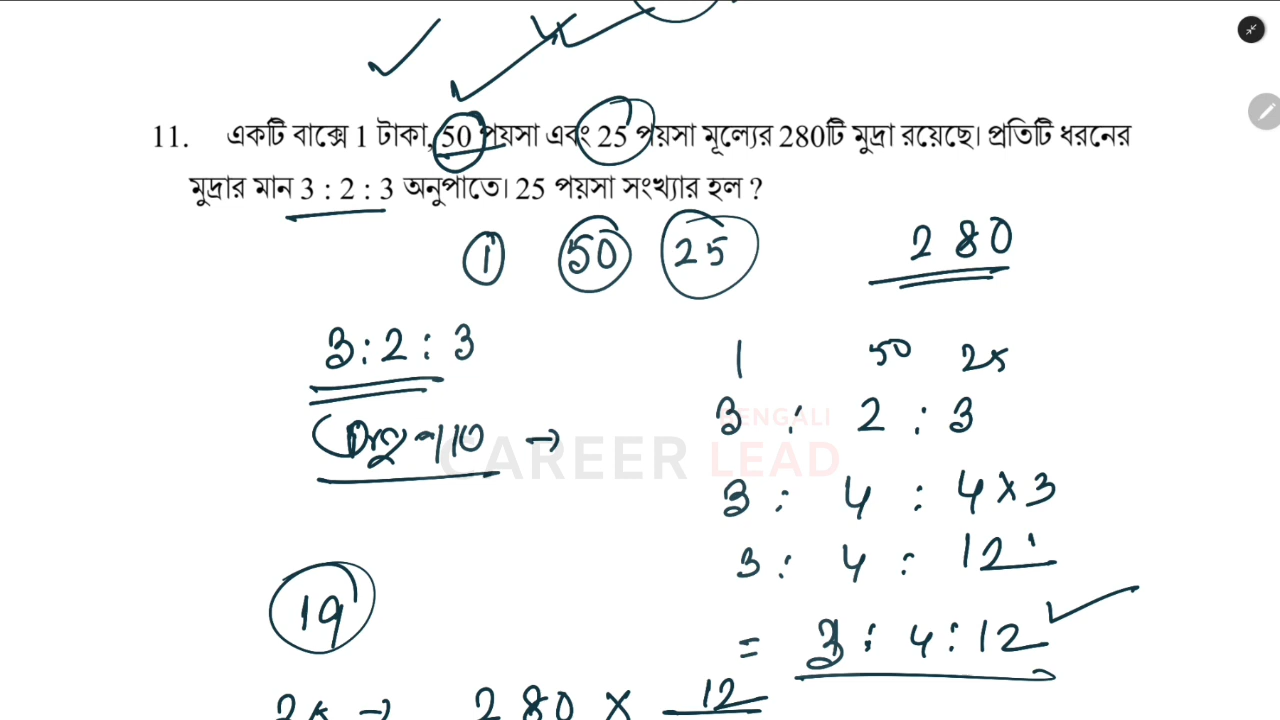 11. একটি বাক্সে 1 টাকা, 50 পয়সা এবং 25 পয়সা মূল্যের 280টি মুদ্রা রয়েছে। প্রতিটি ধরনের
মুদ্রার মান 3 : 2 : 3 অনুপাতে। 25 পয়সা সংখ্যার হল ?
1 50 25 280
3 : 2 : 3
1 50 25
3 : 2 : 3
BENGALI
CAREER LEAD
3 : 4 : 4 × 3
3 : 4 : 12
19
= 3 : 4 : 12
25 → 280 × 12